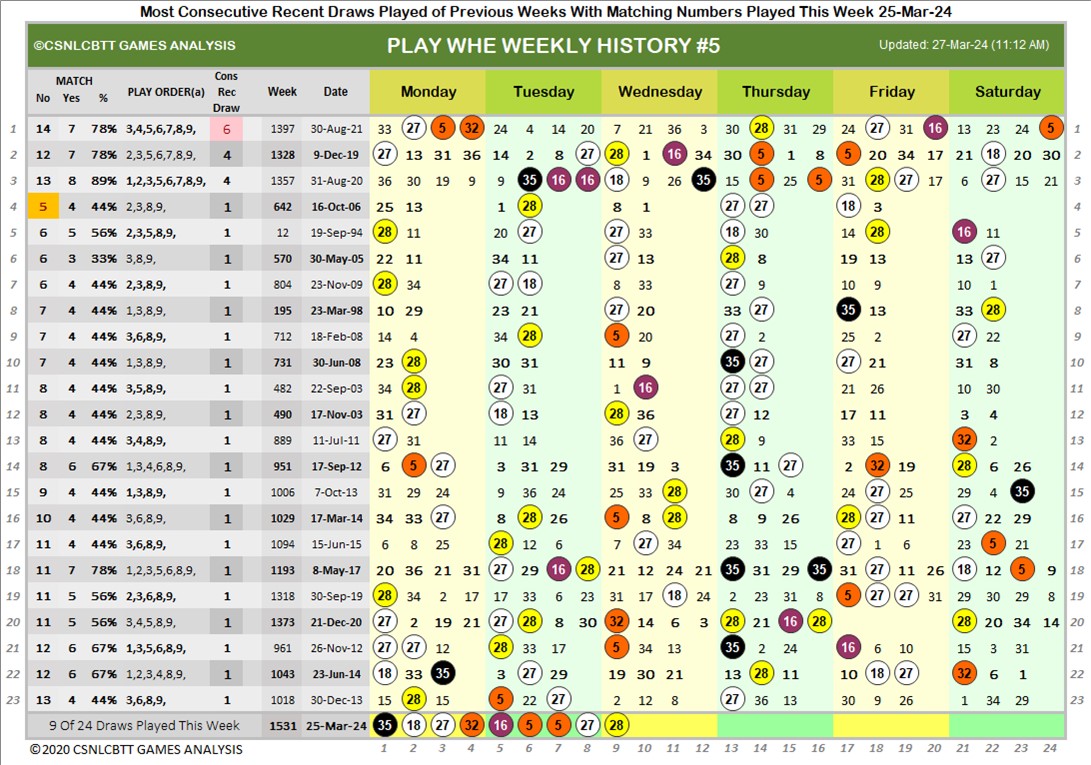 Most Consecutive Recent Draws Played of Previous Weeks With Matching Numbers Played This Week 25-Mar-24
©CSNLCBTT GAMES ANALYSIS PLAY WHE WEEKLY HISTORY #5 Updated: 27-Mar-24 (11:12 AM)
No MATCH Yes % PLAY ORDER(a) Cons Rec Draw Week Date Monday Tuesday Wednesday Thursday Friday Saturday
1 14 7 78% 3,4,5,6,7,8,9, 6 1397 30-Aug-21 33 27 5 32 24 4 14 20 7 21 36 3 30 28 31 29 24 27 31 16 13 23 24 5 1
2 12 7 78% 2,3,5,6,7,8,9, 4 1328 9-Dec-19 27 13 31 36 14 2 8 27 28 1 16 34 30 5 1 8 5 20 34 17 21 18 20 30 2
3 13 8 89% 1,2,3,5,6,7,8,9, 4 1357 31-Aug-20 36 30 19 9 9 35 16 16 18 9 26 35 15 5 25 5 31 28 27 17 6 27 15 21 3
4 5 4 44% 2,3,8,9, 1 642 16-Oct-06 25 13 1 28 8 1 27 27 18 3 4
5 6 5 56% 2,3,5,8,9, 1 12 19-Sep-94 28 11 20 27 27 33 18 30 14 28 16 11 5
6 6 3 33% 3,8,9, 1 570 30-May-05 22 11 34 11 27 13 28 8 19 13 13 27 6
7 6 4 44% 2,3,8,9, 1 804 23-Nov-09 28 34 27 18 8 33 27 9 10 9 10 1 7
8 7 4 44% 1,3,8,9, 1 195 23-Mar-98 10 29 23 21 27 20 33 27 35 13 33 28 8
9 7 4 44% 3,6,8,9, 1 712 18-Feb-08 14 4 34 28 5 20 27 2 25 2 27 22 9
10 7 4 44% 1,3,8,9, 1 731 30-Jun-08 23 28 30 31 11 9 35 27 27 21 31 8 10
11 8 4 44% 3,5,8,9, 1 482 22-Sep-03 34 28 27 31 1 16 27 27 21 26 10 30 11
12 8 4 44% 2,3,8,9, 1 490 17-Nov-03 31 27 18 13 28 36 27 12 17 11 3 4 12
13 8 4 44% 3,4,8,9, 1 889 11-Jul-11 27 31 11 14 36 27 28 9 33 15 32 2 13
14 8 6 67% 1,3,4,6,8,9, 1 951 17-Sep-12 6 5 27 3 31 29 31 19 3 35 11 27 2 32 19 28 6 26 14
15 9 4 44% 1,3,8,9, 1 1006 7-Oct-13 31 29 24 9 36 24 25 33 28 30 27 4 24 27 25 29 4 35 15
16 10 4 44% 3,6,8,9, 1 1029 17-Mar-14 34 33 27 8 28 26 5 8 28 8 9 26 28 27 11 27 22 29 16
17 11 4 44% 3,6,8,9, 1 1094 15-Jun-15 6 8 25 28 12 6 7 27 34 23 33 15 27 1 6 23 5 21 17
18 11 7 78% 1,2,3,5,6,8,9, 1 1193 8-May-17 20 36 21 31 27 29 16 28 21 12 24 21 35 31 29 35 31 27 11 26 18 12 5 9 18
19 11 5 56% 2,3,6,8,9, 1 1318 30-Sep-19 28 34 2 17 17 33 6 23 31 17 18 24 2 23 31 8 5 27 27 31 29 30 29 8 19
20 11 5 56% 3,4,5,8,9, 1 1373 21-Dec-20 27 2 19 21 27 28 8 30 32 14 6 3 28 21 16 28 28 20 34 14 20
21 12 6 67% 1,3,5,6,8,9, 1 961 26-Nov-12 27 27 12 28 33 17 5 34 13 35 2 24 16 6 10 15 3 31 21
22 12 6 67% 1,2,3,4,8,9, 1 1043 23-Jun-14 18 33 35 3 27 29 19 30 21 13 28 11 10 18 27 32 6 1 22
23 13 4 44% 3,6,8,9, 1 1018 30-Dec-13 15 28 15 5 22 27 2 12 8 27 36 13 30 9 26 1 34 29 23
9 Of 24 Draws Played This Week 1531 25-Mar-24 35 18 27 32 16 5 5 27 28
© 2020 CSNLCBTT GAMES ANALYSIS 1 2 3 4 5 6 7 8 9 10 11 12 13 14 15 16 17 18 19 20 21 22 23 24